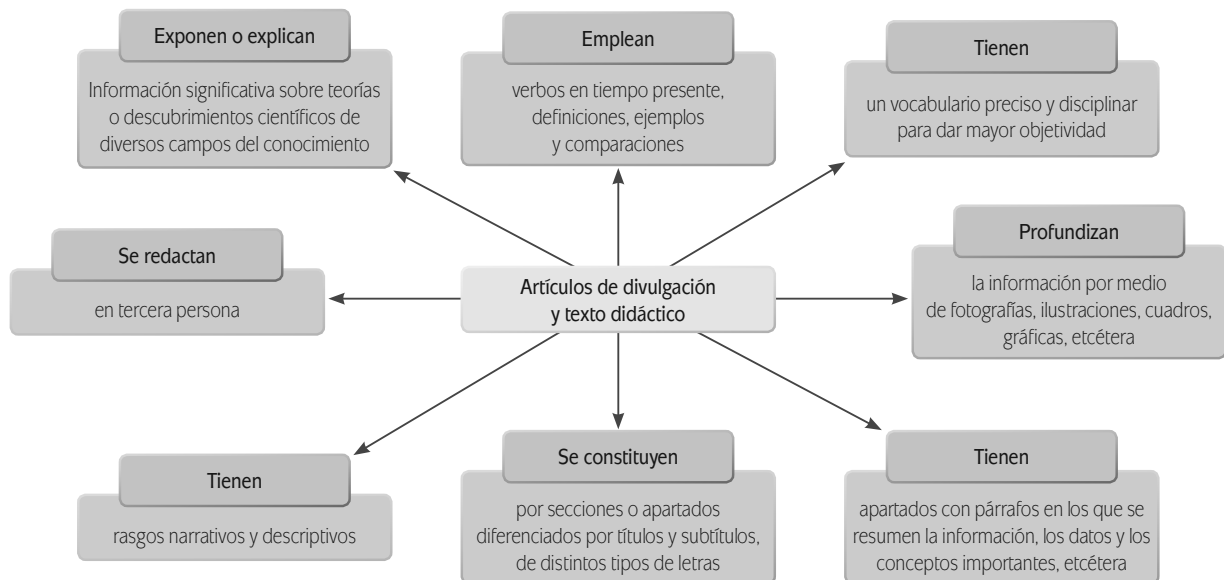 Exponen o explican
Información significativa sobre teorías
o descubrimientos científicos de
diversos campos del conocimiento
Emplean
verbos en tiempo presente,
definiciones, ejemplos
y comparaciones
Tienen
un vocabulario preciso y disciplinar
para dar mayor objetividad
Se redactan
en tercera persona
Artículos de divulgación
y texto didáctico
Profundizan
la información por medio
de fotografías, ilustraciones, cuadros,
gráficas, etcétera
Tienen
rasgos narrativos y descriptivos
Se constituyen
por secciones o apartados
diferenciados por títulos y subtítulos,
de distintos tipos de letras
Tienen
apartados con párrafos en los que se
resumen la información, los datos y los
conceptos importantes, etcétera